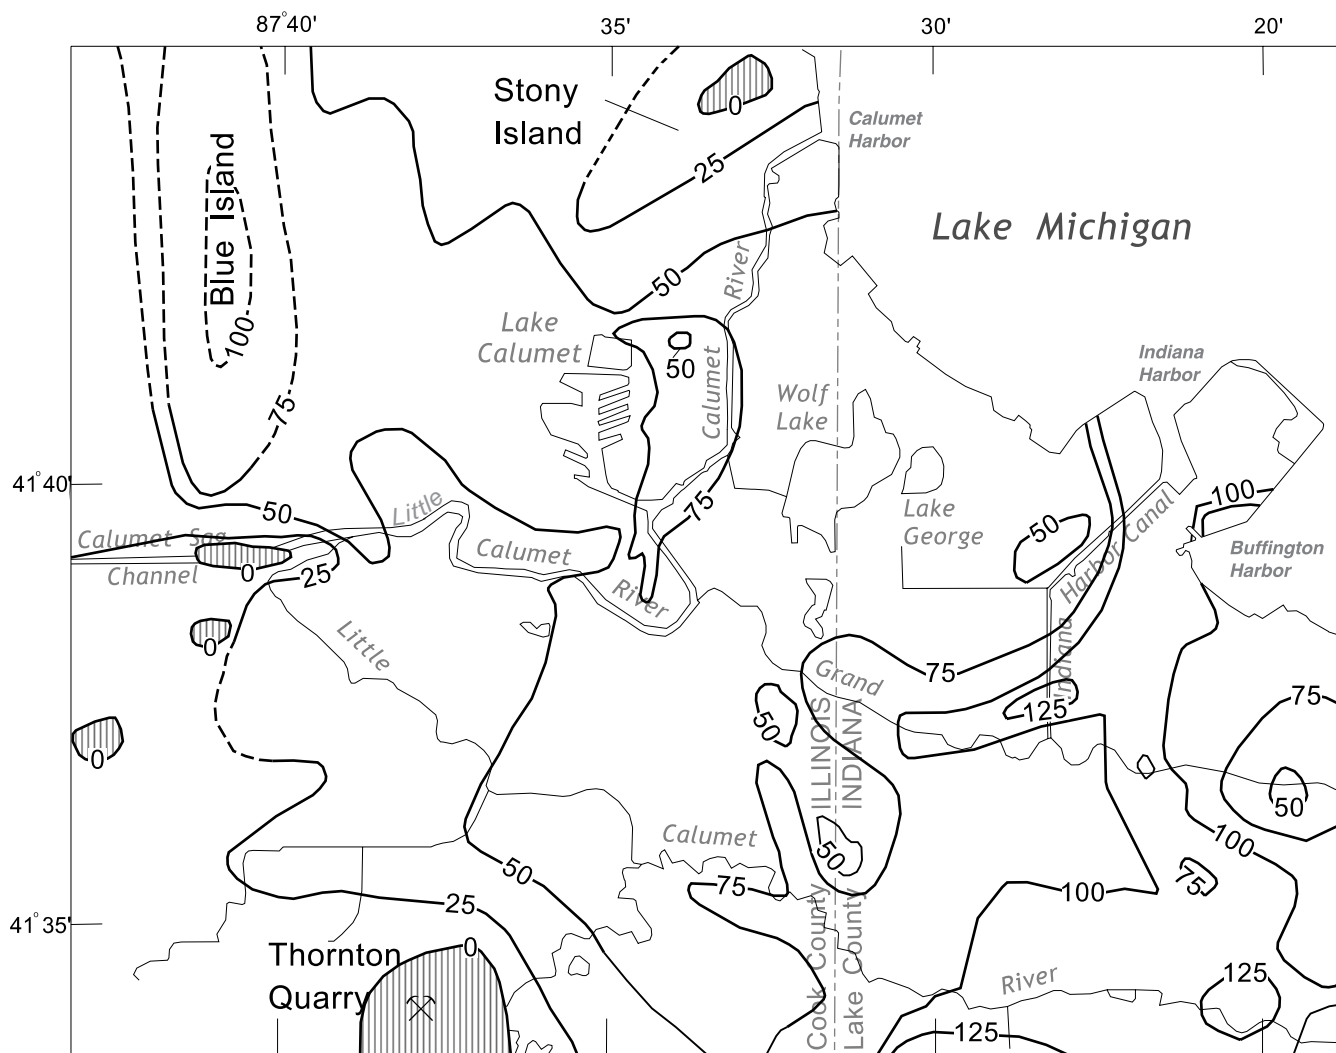 87°40'
35'
30'
20'
Stony
Island
0
Calumet
Harbor
25
Blue Island
Lake Michigan
River
50
100
Lake
Calumet
50
Calumet
Indiana
Harbor
Wolf
Lake
75
41°40'
50
Little
75
100
Lake
George
50
Calumet Sag
Channel
Calumet
Harbor Canal
Buffington
Harbor
0
25
River
Indiana
0
Little
Grand
75
75
50
125
ILLINOIS
INDIANA
0
50
Calumet
50
100
50
75
75
100
25
41°35'
Cook County
Lake County
Thornton
Quarry
0
River
125
125